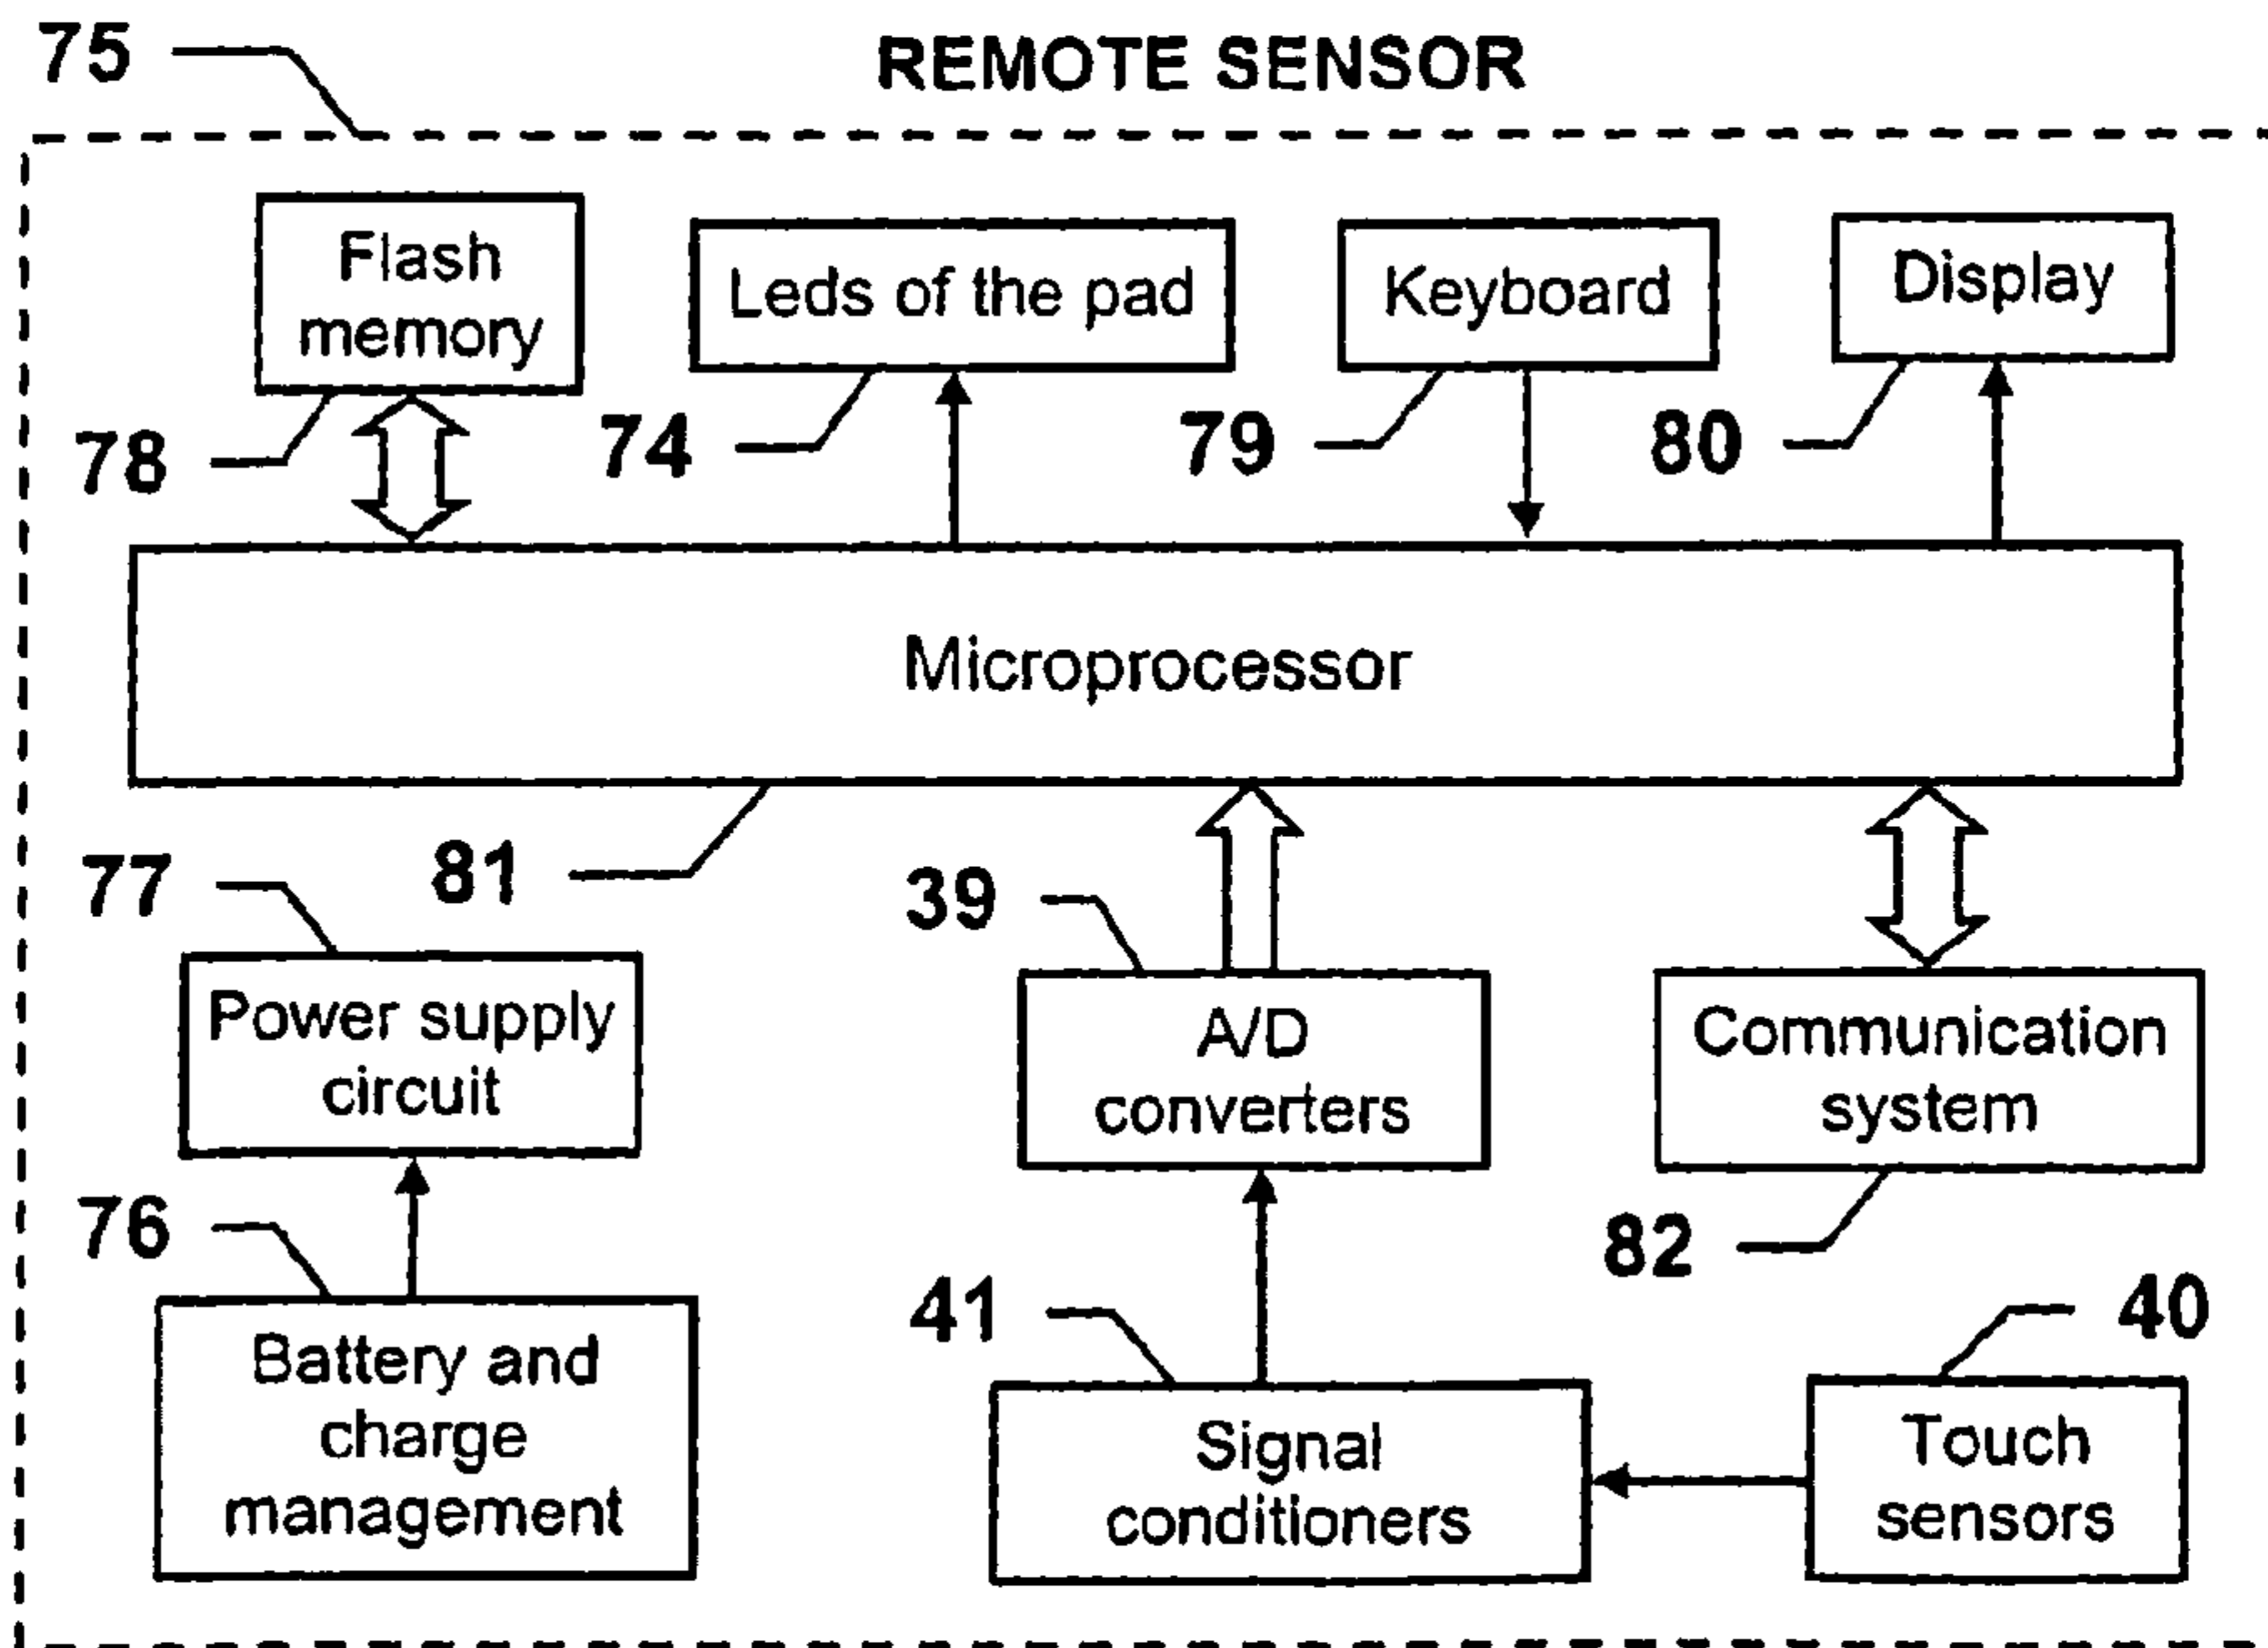 75
REMOTE SENSOR
Flash
memory
Leds of the pad
Keyboard
Display
78
74
79
80
Microprocessor
77
81
39
Power supply
circuit
A/D
converters
Communication
system
76
41
82
40
Battery and
charge
management
Signal
conditioners
Touch
sensors